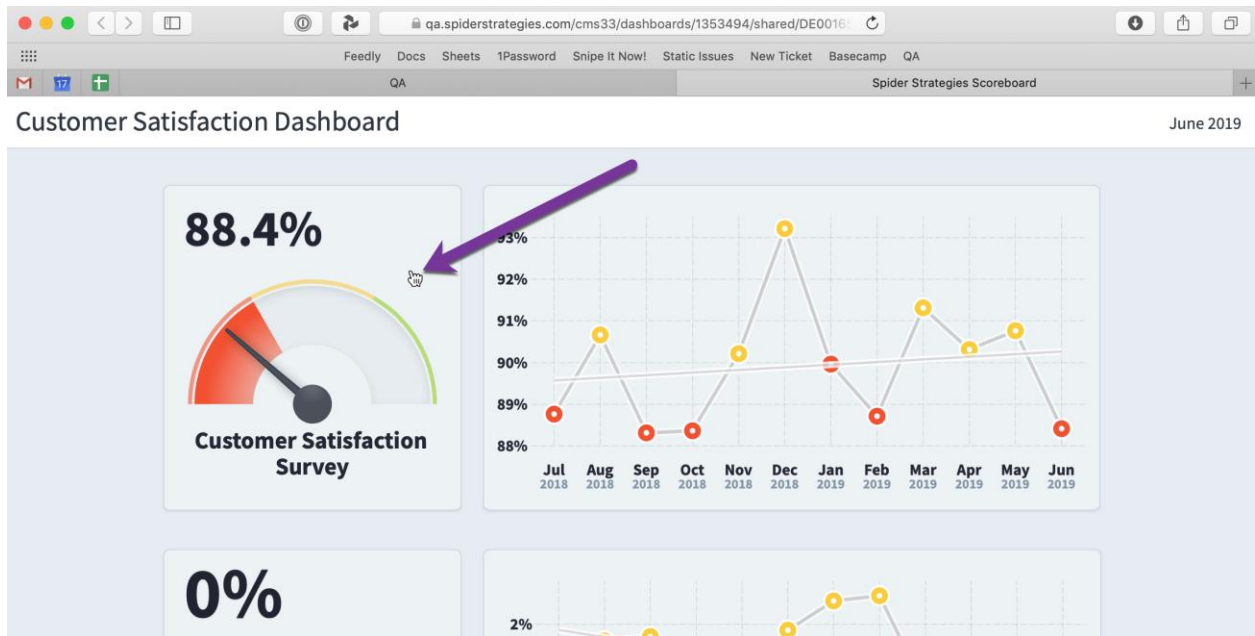 qa.spiderstrategies.com/cms33/dashboards/1353494/shared/DE0016
Feedly Docs Sheets 1Password Snipe It Now! Static Issues New Ticket Basecamp QA
17 QA Spider Strategies Scoreboard
Customer Satisfaction Dashboard June 2019
88.4%
Customer Satisfaction
Survey
93%
92%
91%
90%
89%
88%
Jul Aug Sep Oct Nov Dec Jan Feb Mar Apr May Jun
2018 2018 2018 2018 2018 2018 2019 2019 2019 2019 2019 2019
0%
2%